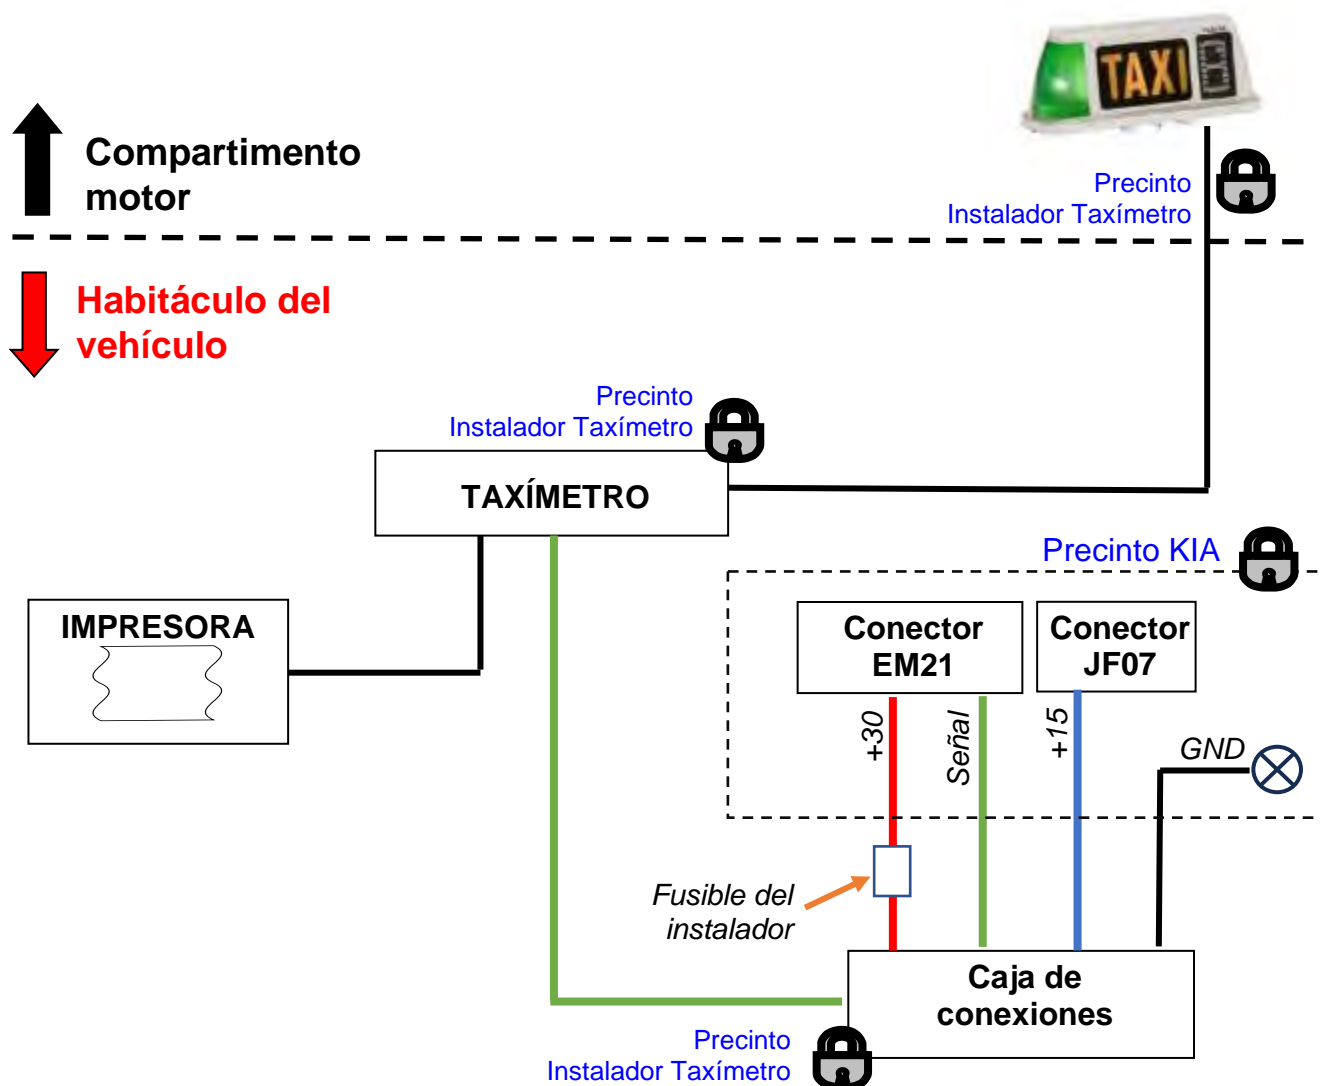 TAXI
Compartimento
motor
Precinto
Instalador Taxímetro
Habitáculo del
vehículo
Precinto
Instalador Taxímetro
TAXÍMETRO
Precinto KIA
IMPRESORA
Conector
EM21
Conector
JF07
+30
Señal
+15
GND
Fusible del
instalador
Caja de
conexiones
Precinto
Instalador Taxímetro